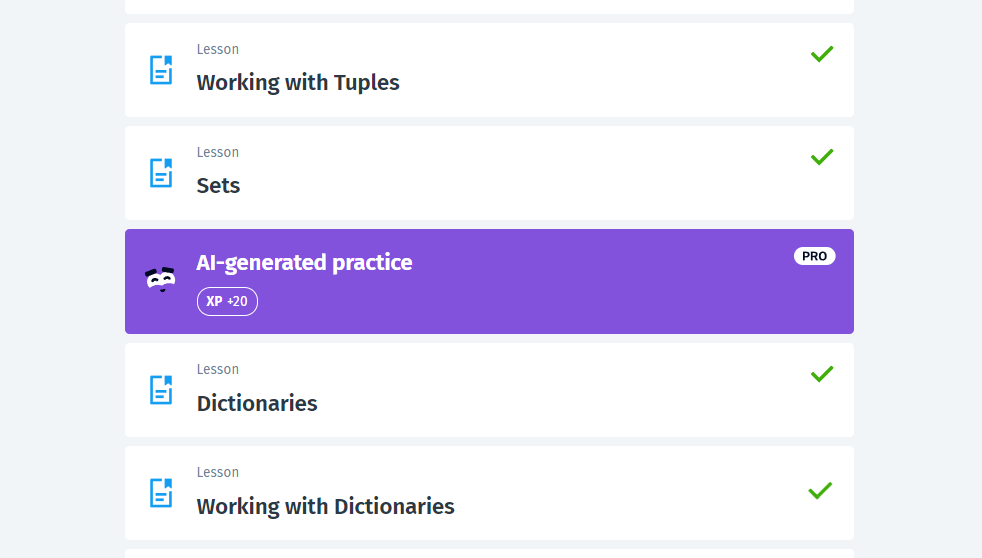 Lesson
Working with Tuples
Lesson
Sets
AI-generated practice
PRO
XP +20
Lesson
Dictionaries
Lesson
Working with Dictionaries